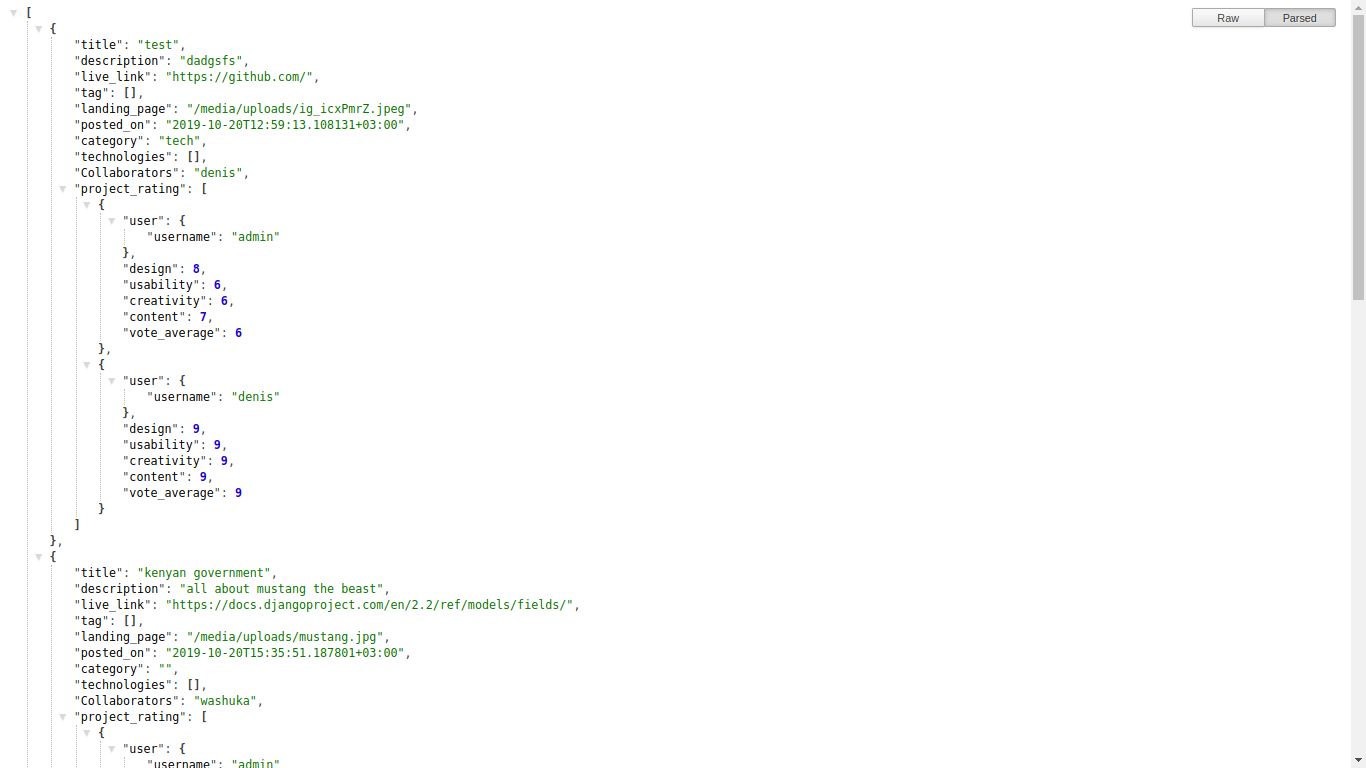 [
Raw Parsed
{
"title": "test",
"description": "dadgsfs",
"live_link": "https://github.com/",
"tag": [],
"landing_page": "/media/uploads/ig_icxPmrZ.jpeg",
"posted_on": "2019-10-20T12:59:13.108131+03:00",
"category": "tech",
"technologies": [],
"Collaborators": "denis",
"project_rating": [
{
"user": {
"username": "admin"
},
"design": 8,
"usability": 6,
"creativity": 6,
"content": 7,
"vote_average": 6
},
{
"user": {
"username": "denis"
},
"design": 9,
"usability": 9,
"creativity": 9,
"content": 9,
"vote_average": 9
}
]
},
{
"title": "kenyan government",
"description": "all about mustang the beast",
"live_link": "https://docs.djangoproject.com/en/2.2/ref/models/fields/",
"tag": [],
"landing_page": "/media/uploads/mustang.jpg",
"posted_on": "2019-10-20T15:35:51.187801+03:00",
"category": "",
"technologies": [],
"Collaborators": "washuka",
"project_rating": [
{
"user": {
"username": "admin"